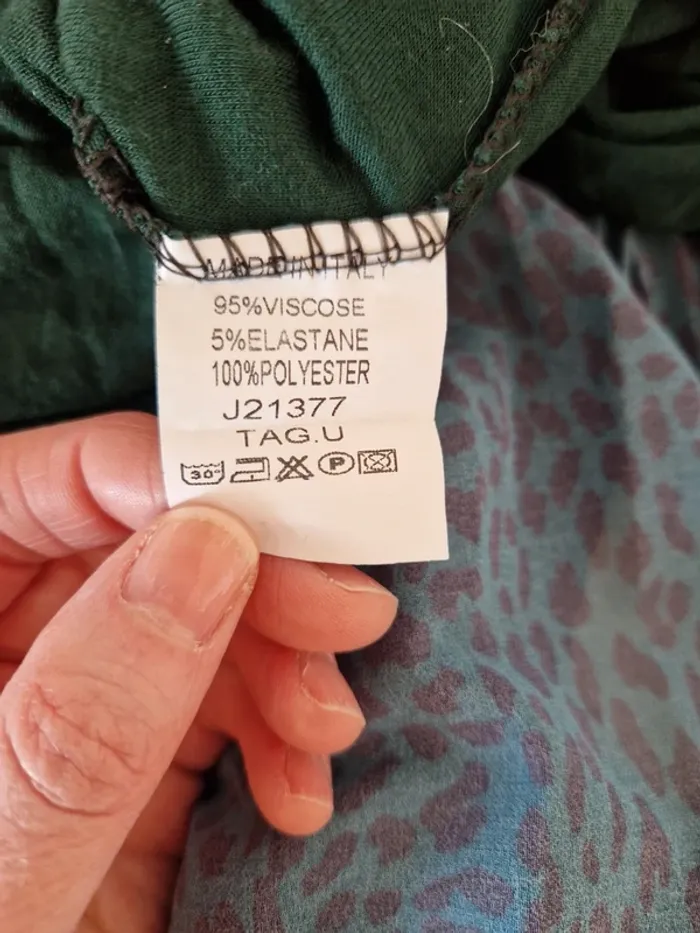 MADE IN ITALY
95%VISCOSE
5%ELASTANE
100%POLYESTER
J21377
TAG.U
30° P